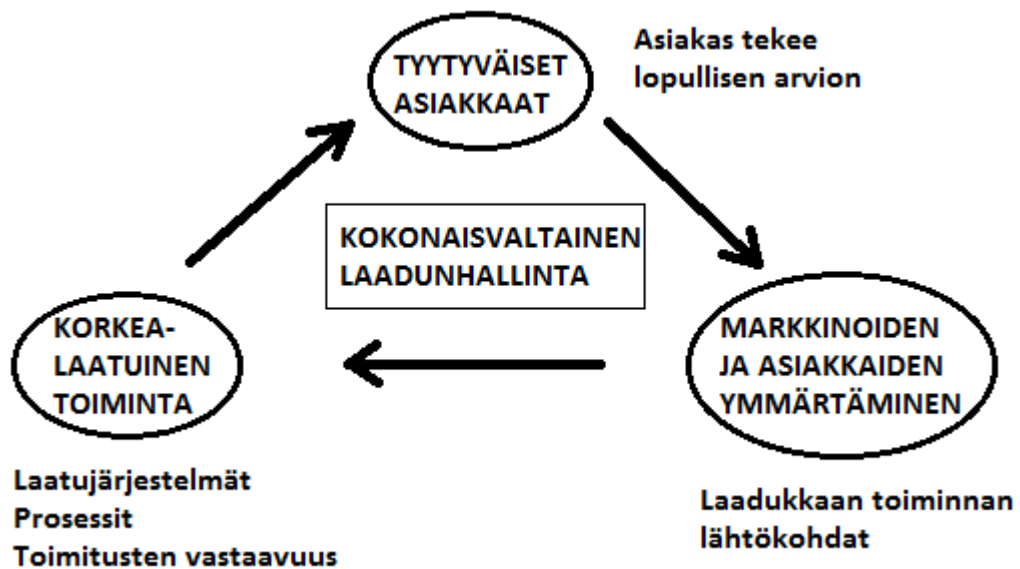 TYYTYVÄISET
ASIAKKAAT
Asiakas tekee
lopullisen arvion
KOKONAISVALTAINEN
LAADUNHALLINTA
KORKEA-
LAATUINEN
TOIMINTA
MARKKINOIDEN
JA ASIAKKAIDEN
YMMÄRTÄMINEN
Laatujärjestelmät
Prosessit
Toimitusten vastaavuus
Laadukkaan toiminnan
lähtökohdat